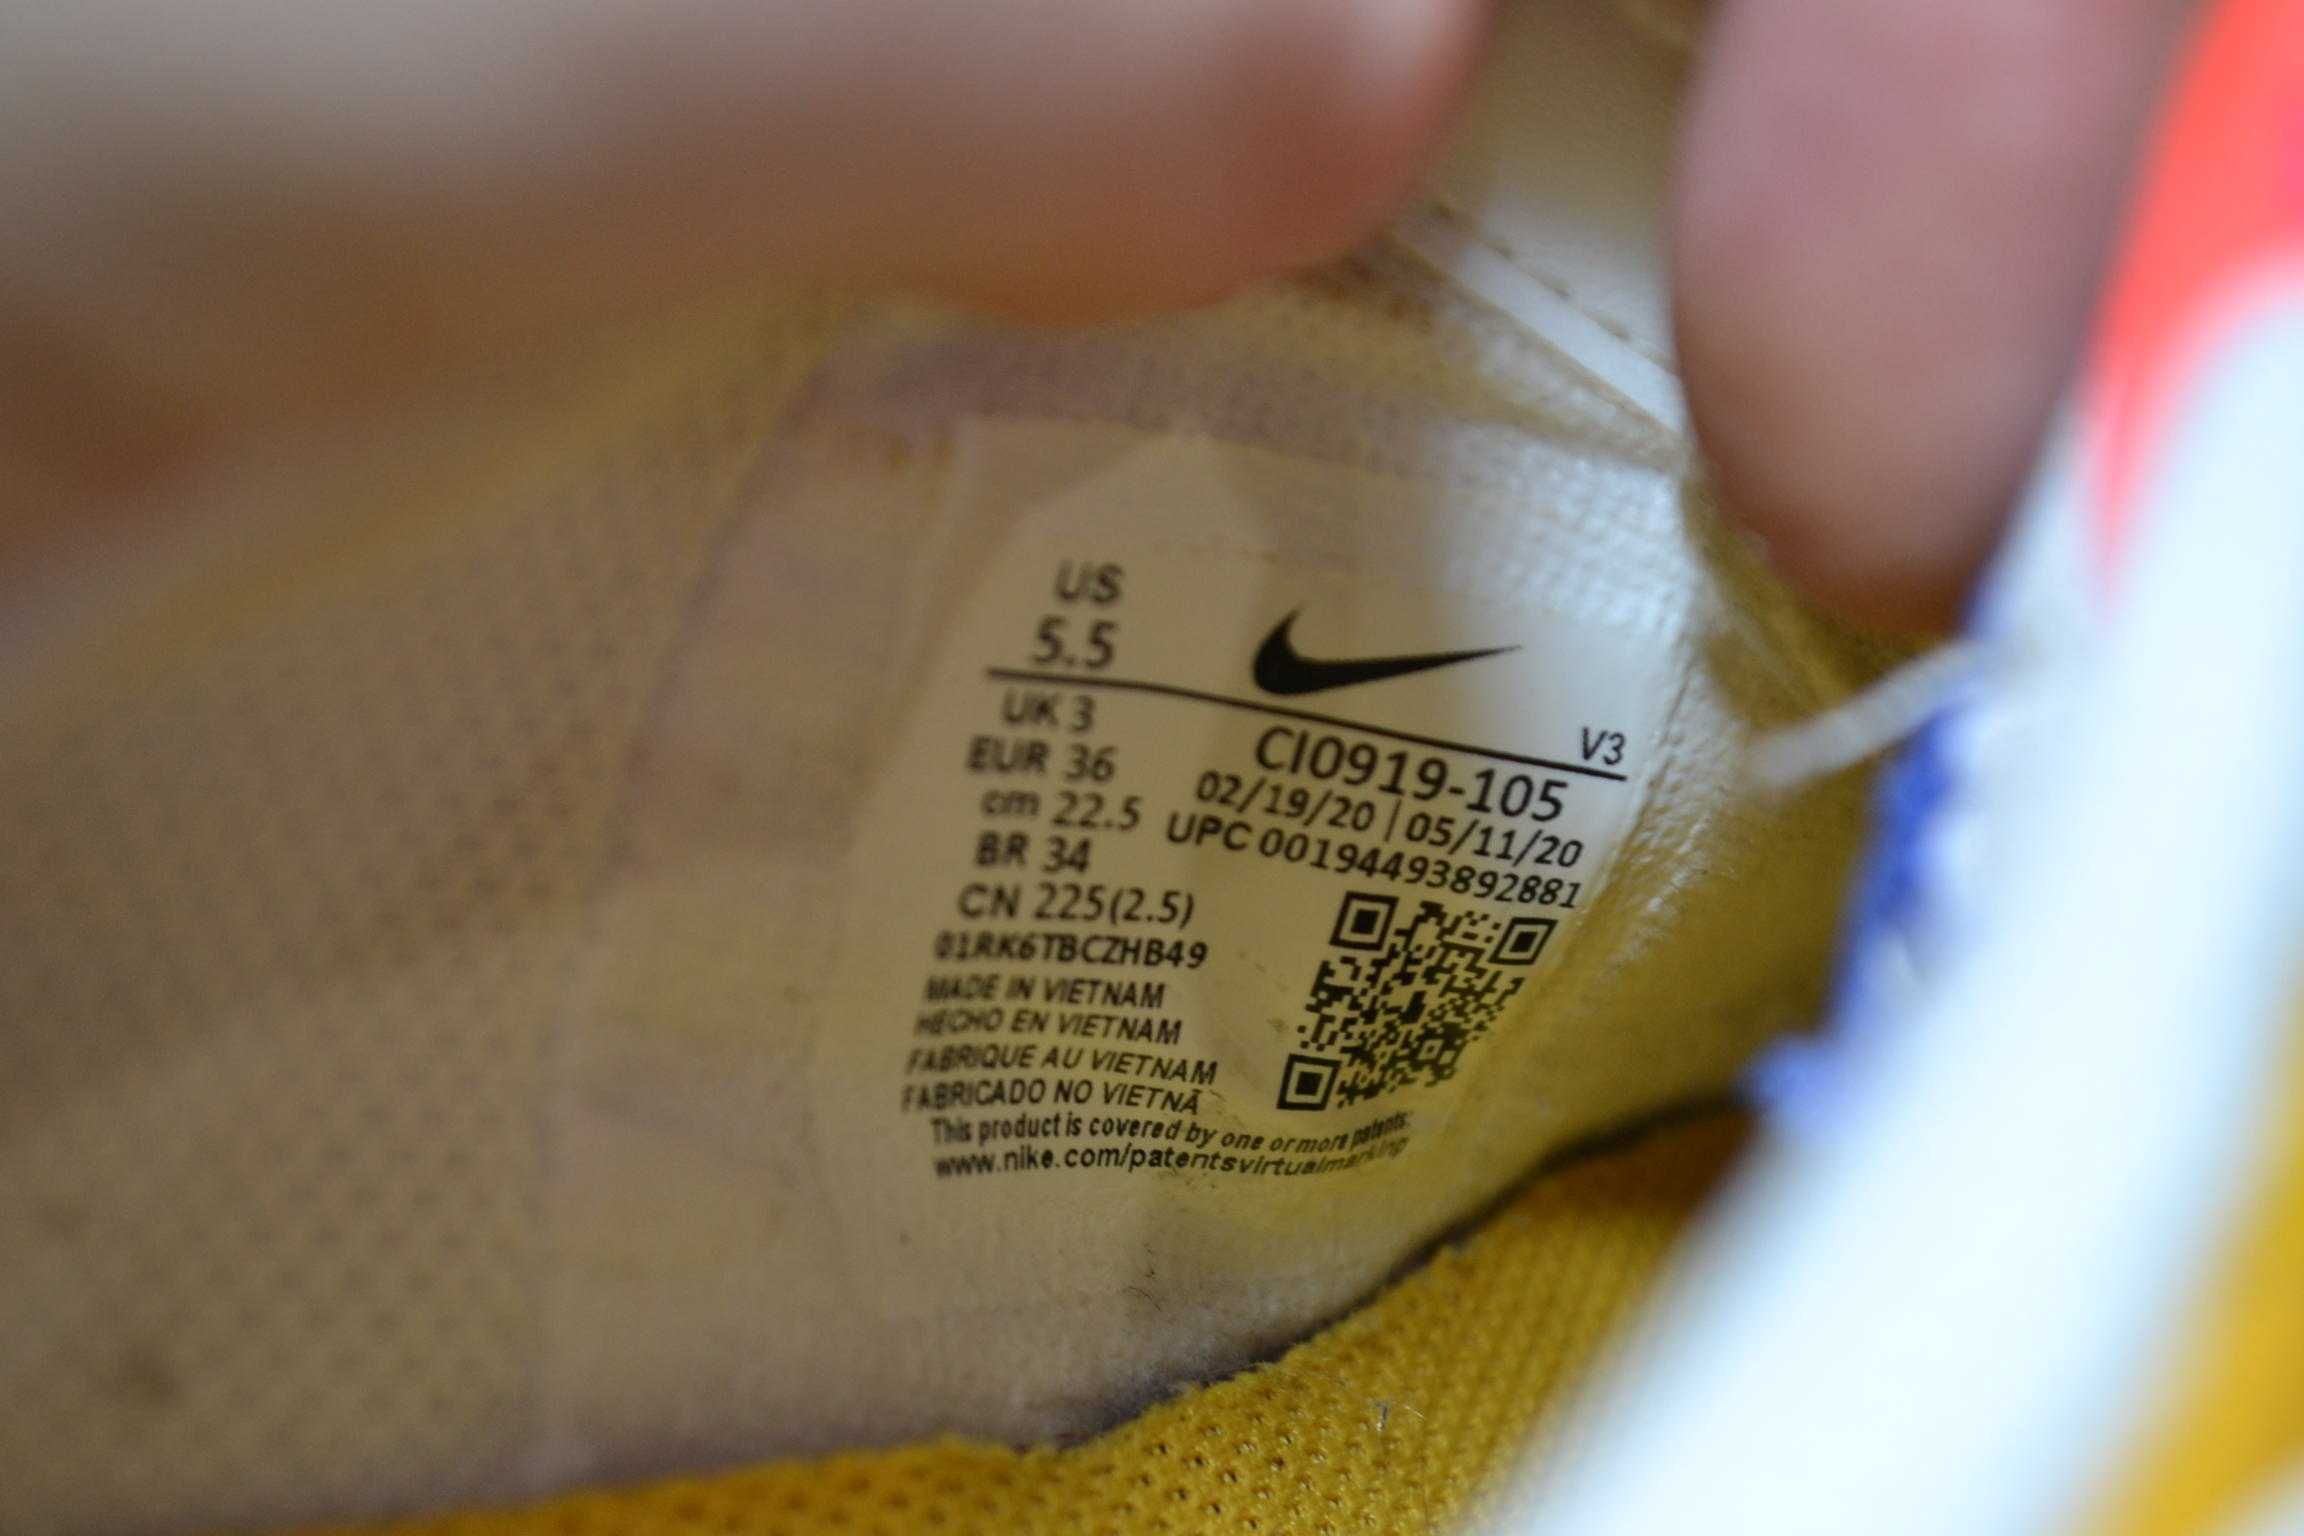 US
5.5
UK 3
EUR 36
cm 22.5
BR 34
CN 225(2.5)
01RK6TBCZHB49
MADE IN VIETNAM
HECHO EN VIETNAM
FABRIQUE AU VIETNAM
FABRICADO NO VIETNÃ
This product is covered by one or more patents:
www.nike.com/patentsvirtualmarking
V3
CI0919-105
02/19/20 | 05/11/20
UPC 00194493892881